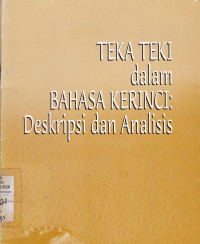 TEKA TEKI
dalam
BAHASA KERINCI:
Deskripsi dan Analisis